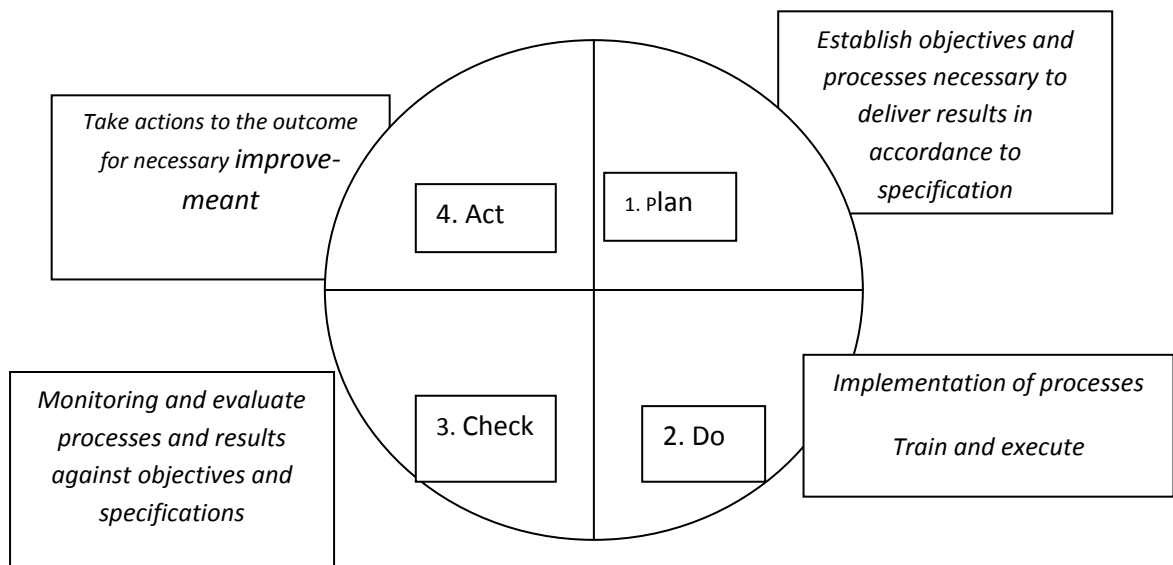 Establish objectives and
processes necessary to
deliver results in
accordance to
specification
Take actions to the outcome
for necessary improve-
meant
4. Act
1. Plan
Monitoring and evaluate
processes and results
against objectives and
specifications
3. Check
2. Do
Implementation of processes
Train and execute